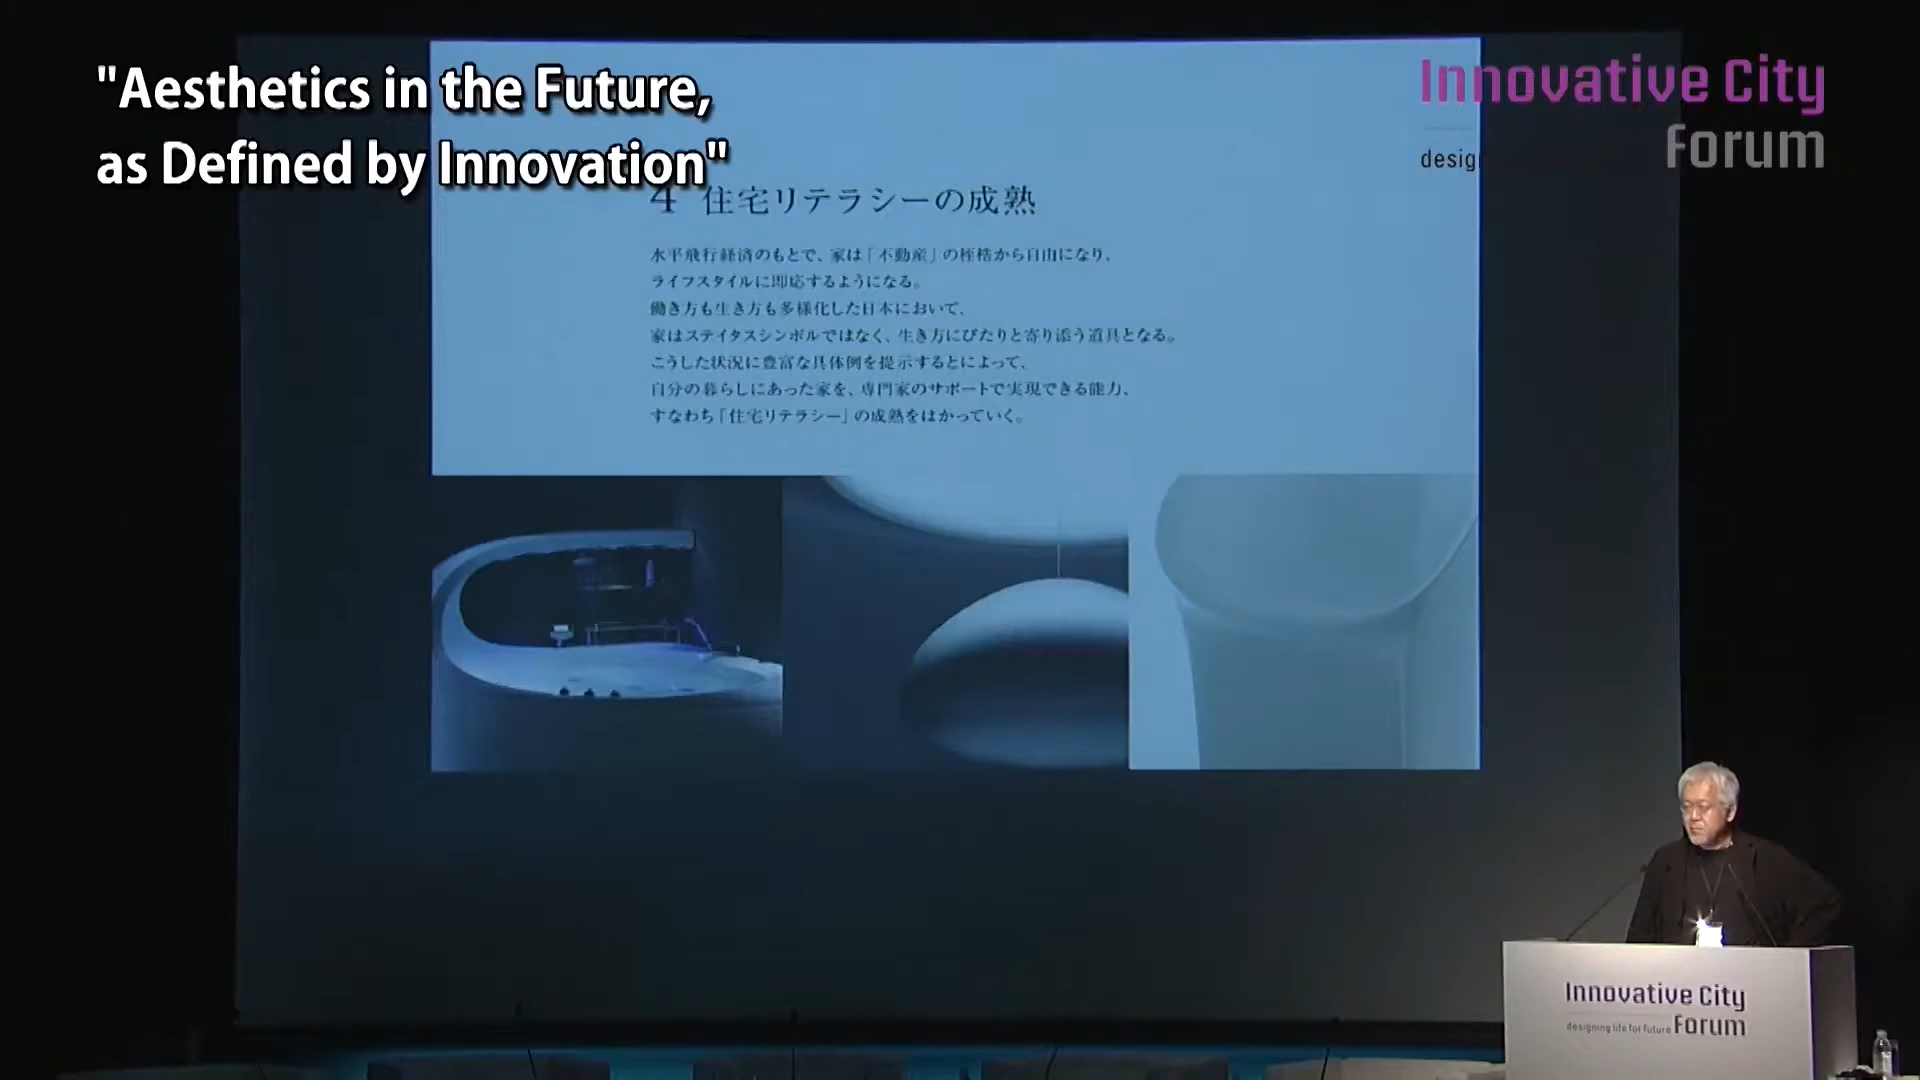 "Aesthetics in the Future,
as Defined by Innovation"
Innovative City
Forum
desig
4 住宅リテラシーの成熟
水平飛行経済のもとで、家は「不動産」の桎梏から自由になり、
ライフスタイルに即応するようになる。
働き方も生き方も多様化した日本において、
家はステイタスシンボルではなく、生き方にぴたりと寄り添う道具となる。
こうした状況に豊富な具体例を提示するとによって、
自分の暮らしにあった家を、専門家のサポートで実現できる能力、
すなわち「住宅リテラシー」の成熟をはかっていく。
Innovative City
designing life for future Forum